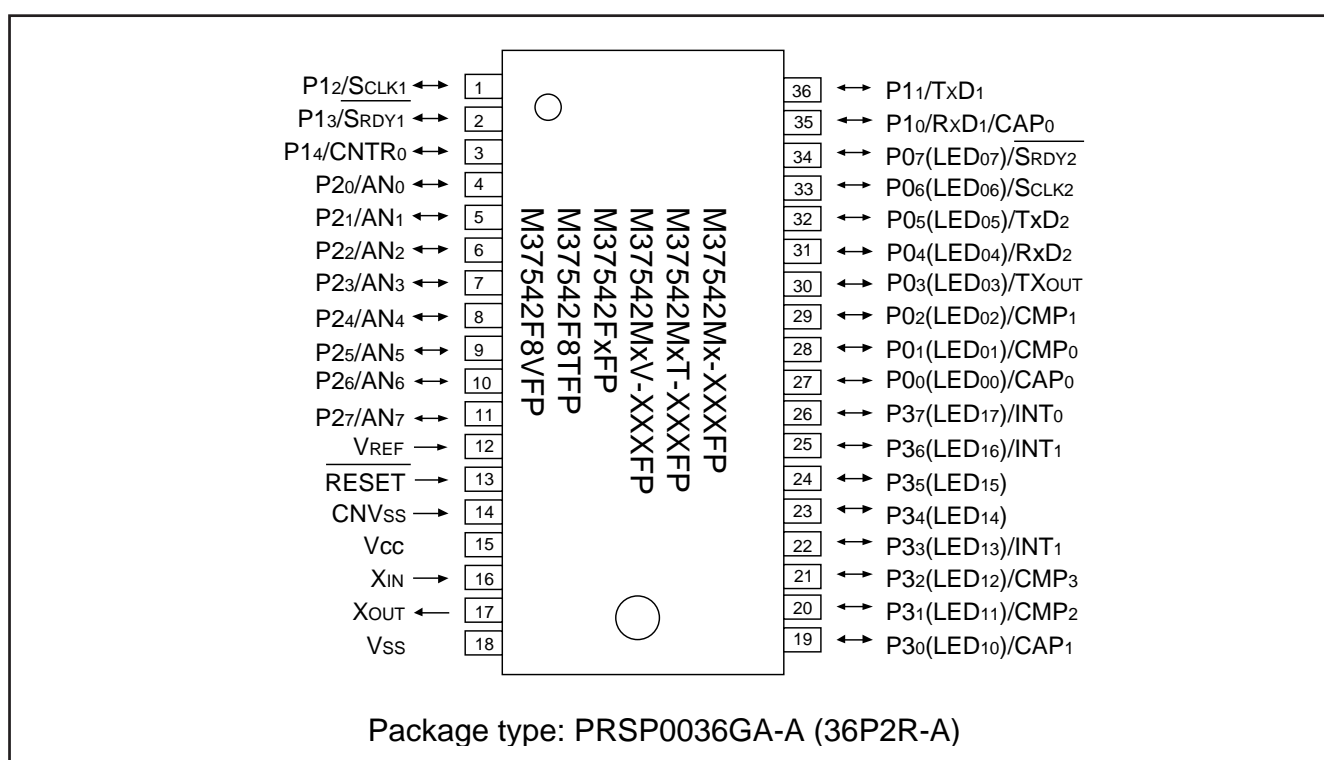 P12/SCLK1
P13/SRDY1
P14/CNTR0
P20/AN0
P21/AN1
P22/AN2
P23/AN3
P24/AN4
P25/AN5
P26/AN6
P27/AN7
VREF
RESET
CNVSS
Vcc
XIN
XOUT
VSS
1
2
3
4
5
6
7
8
9
10
11
12
13
14
15
16
17
18
M37542Mx-XXXFP
M37542MxT-XXXFP
M37542MxV-XXXFP
M37542FxFP
M37542F8TFP
M37542F8VFP
36
35
34
33
32
31
30
29
28
27
26
25
24
23
22
21
20
19
P11/TXD1
P10/RXD1/CAP0
P07(LED07)/SRDY2
P06(LED06)/SCLK2
P05(LED05)/TxD2
P04(LED04)/RxD2
P03(LED03)/TXOUT
P02(LED02)/CMP1
P01(LED01)/CMP0
P00(LED00)/CAP0
P37(LED17)/INT0
P36(LED16)/INT1
P35(LED15)
P34(LED14)
P33(LED13)/INT1
P32(LED12)/CMP3
P31(LED11)/CMP2
P30(LED10)/CAP1
Package type: PRSP0036GA-A (36P2R-A)